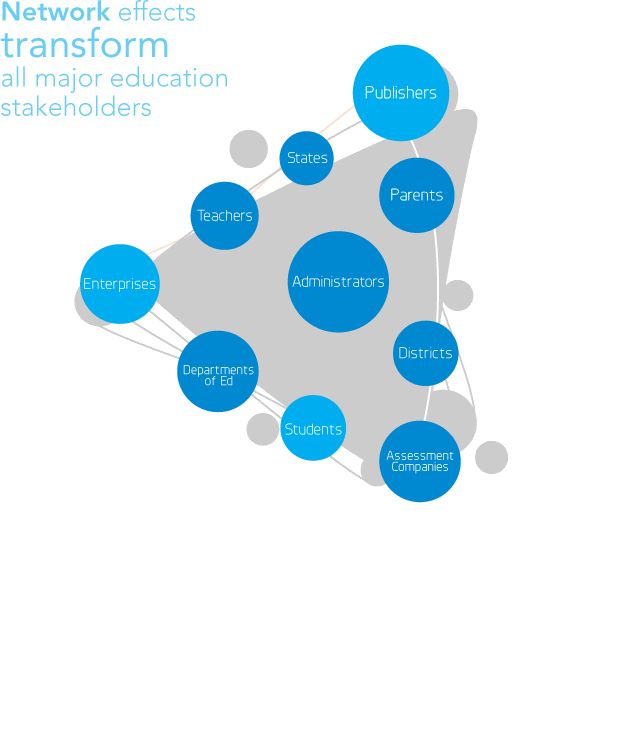 Network effects
transform
all major education
stakeholders
Publishers
States
Parents
Teachers
Enterprises
Administrators
Districts
Departments
of Ed
Students
Assessment
Companies